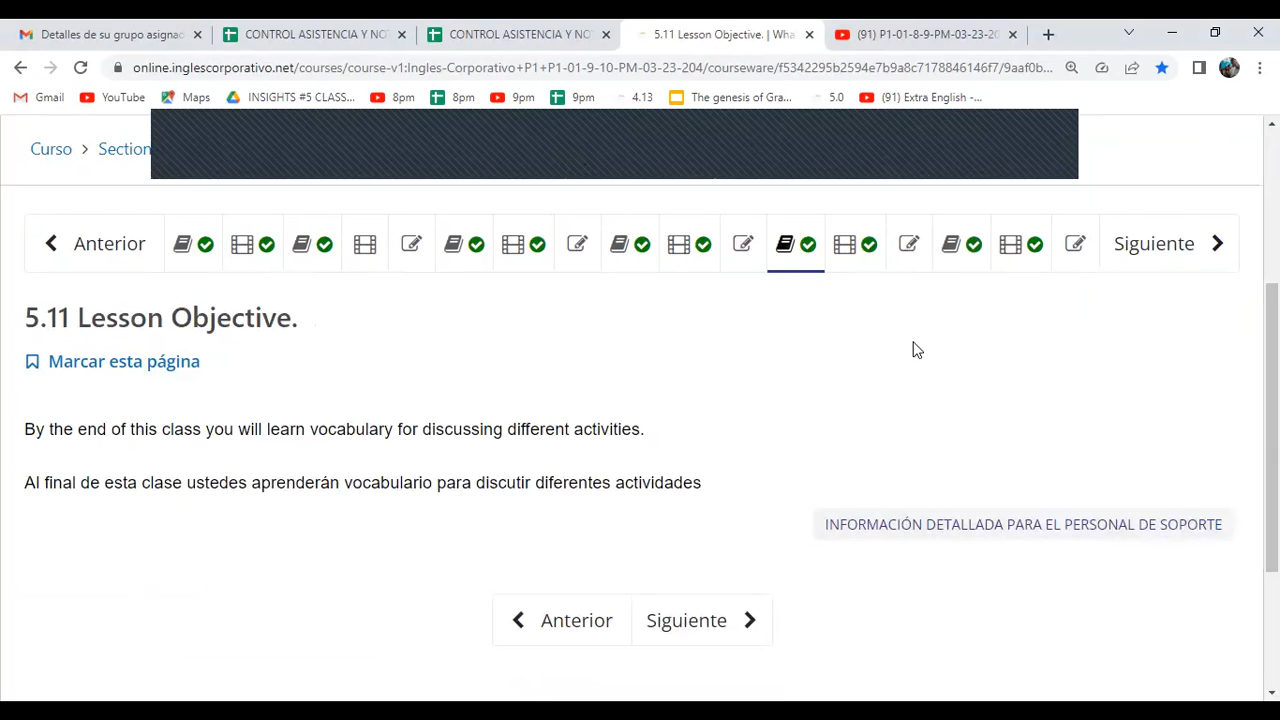 Detalles de su grupo asignac
CONTROL ASISTENCIA Y NO
CONTROL ASISTENCIA Y NO
5.11 Lesson Objective. | Wha
(91) P1-01-8-9-PM-03-23-20
online.inglescorporativo.net/courses/course-v1:Ingles-Corporativo+P1+P1-01-9-10-PM-03-23-204/courseware/f5342295b2594e7b9a8c7178846146f7/9aaf0b...
Gmail
YouTube
Maps
INSIGHTS #5 CLASS...
8pm
8pm
9pm
9pm
4.13
The genesis of Gra...
5.0
(91) Extra English -...
Curso > Section
Anterior
Siguiente
5.11 Lesson Objective.
Marcar esta página
By the end of this class you will learn vocabulary for discussing different activities.
Al final de esta clase ustedes aprenderán vocabulario para discutir diferentes actividades
INFORMACIÓN DETALLADA PARA EL PERSONAL DE SOPORTE
Anterior
Siguiente